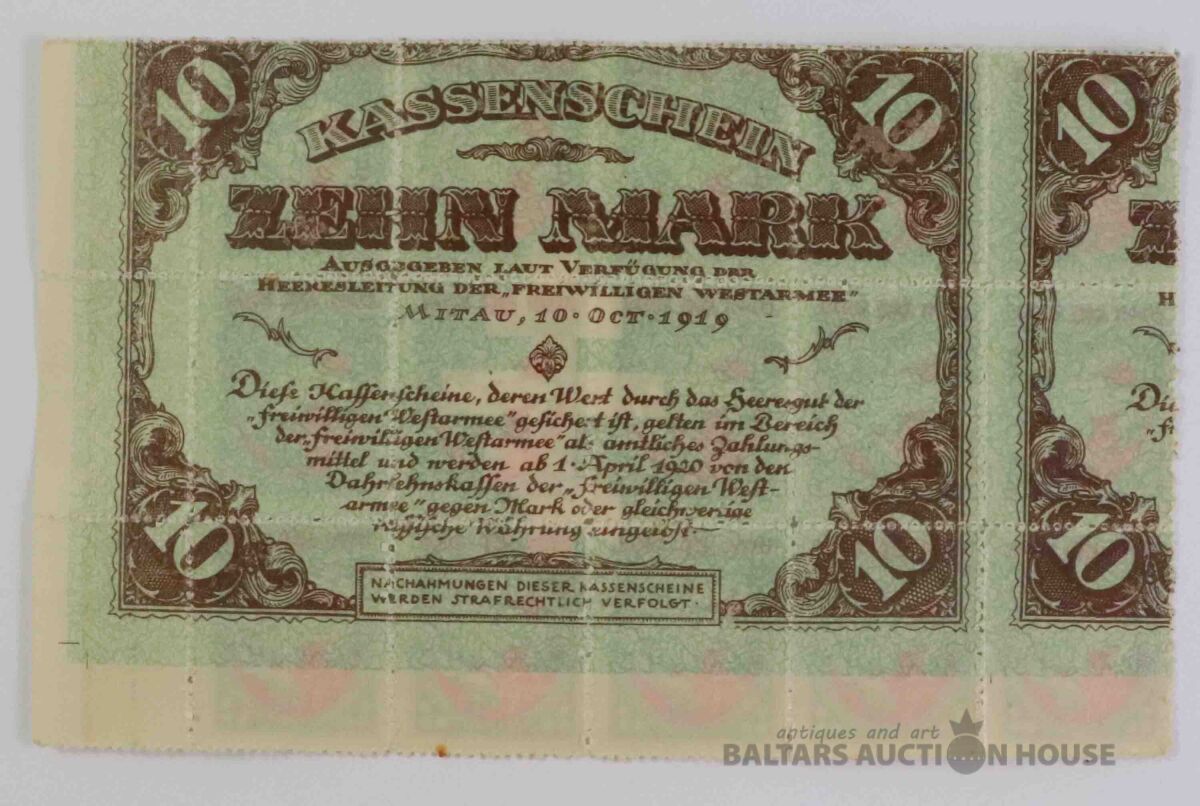 10 10 10
KASSENSCHEIN
ZEHN MARK
AUSGEGEBEN LAUT VERFÜGUNG DER
HEERESLEITUNG DER „FREIWILLIGEN WESTARMEE“
MITAU, 10. OCT. 1919
Diese Kassenscheine, deren Wert durch das Heeresgut der
„Freiwilligen Westarmee“ gesichert ist, gelten im Bereich
der „Freiwilligen Westarmee“ als amtliches Zahlungs-
mittel und werden ab 1. April 1920 von den
Darlehnskassen der „Freiwilligen West-
armee“ gegen Mark oder gleichwertige
Währung eingelöst.
10 10 10
NACHAHMUNGEN DIESER KASSENSCHEINE
WERDEN STRAFRECHTLICH VERFOLGT.
Z
H
Die
„F
antiques and art
BALTARS AUCTION HOUSE